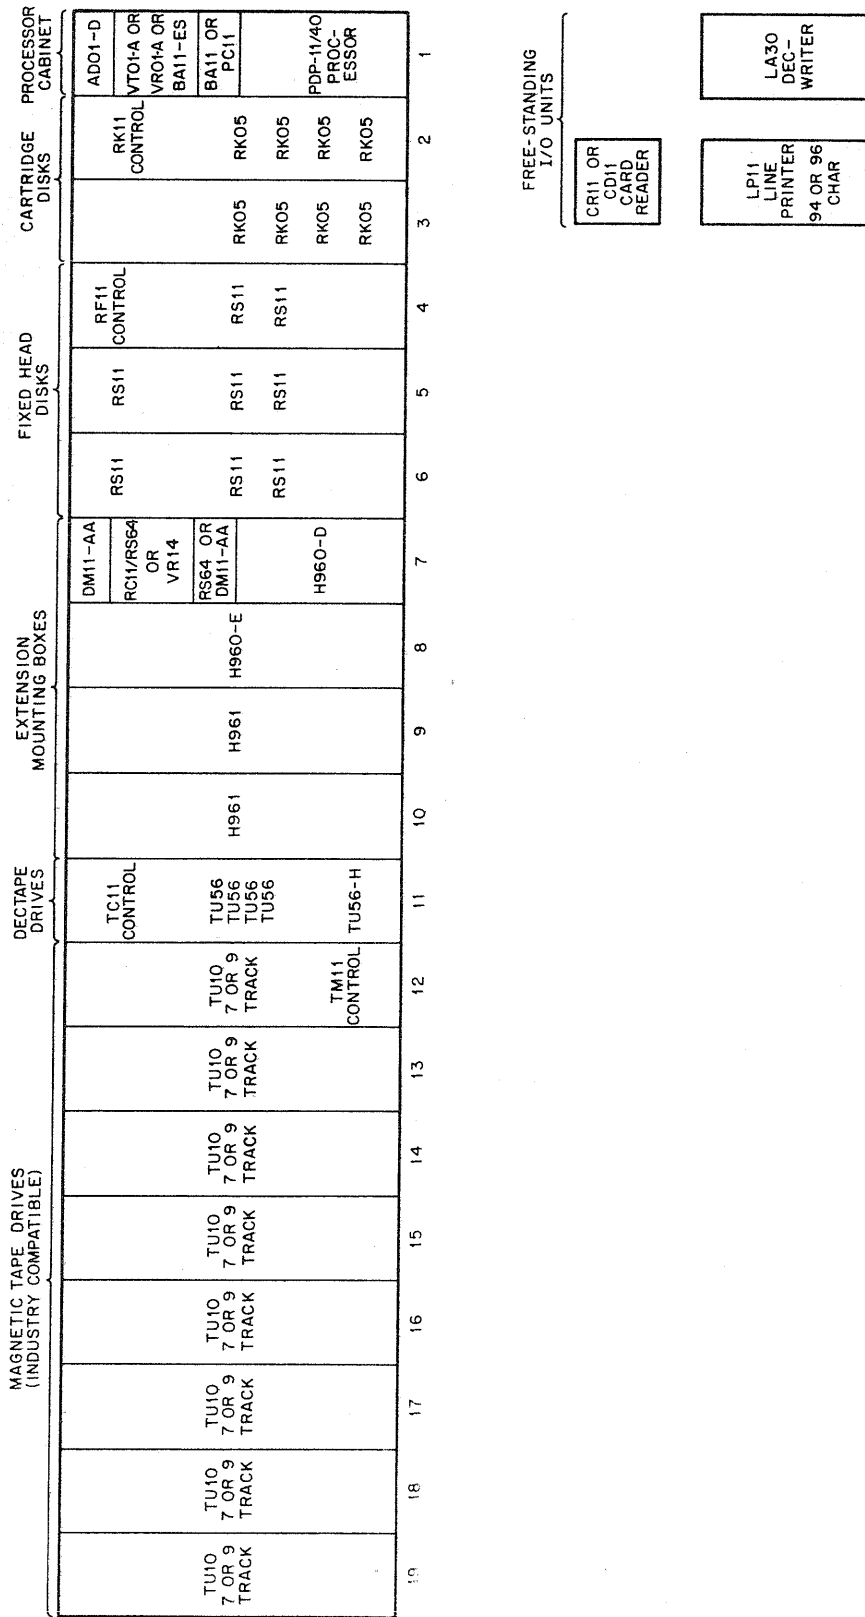 MAGNETIC TAPE DRIVES
(INDUSTRY COMPATIBLE)
DECTAPE
DRIVES
EXTENSION
MOUNTING BOXES
FIXED HEAD
DISKS
CARTRIDGE
DISKS
PROCESSOR
CABINET
TU10
7 OR 9
TRACK
19
TU10
7 OR 9
TRACK
18
TU10
7 OR 9
TRACK
17
TU10
7 OR 9
TRACK
16
TU10
7 OR 9
TRACK
15
TU10
7 OR 9
TRACK
14
TU10
7 OR 9
TRACK
13
TU10
7 OR 9
TRACK
TM11
CONTROL
12
TC11
CONTROL
TU56
TU56
TU56
TU56
TU56-H
11
H961
10
H961
9
H960-E
8
DM11-AA
RC11/RS64
OR
VR14
RS64 OR
DM11-AA
H960-D
7
RS11
RS11
RS11
6
RS11
RS11
RS11
5
RF11
CONTROL
RS11
RS11
4
RK05
RK05
RK05
RK05
3
RK11
CONTROL
RK05
RK05
RK05
RK05
2
AD01-D
VT01-A OR
VR01-A OR
BA11-ES
BA11 OR
PC11
PDP-11/40
PROC-
ESSOR
1
FREE-STANDING
I/O UNITS
CR11 OR
CD11
CARD
READER
LP11
LINE
PRINTER
94 OR 96
CHAR
LA30
DEC-
WRITER